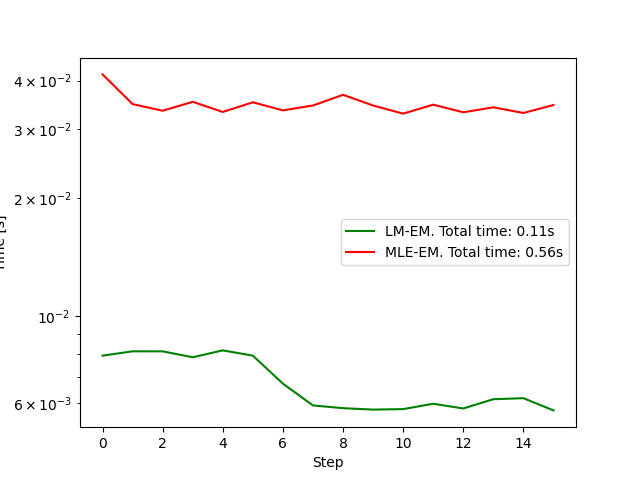 4 × 10⁻²
3 × 10⁻²
2 × 10⁻²
10⁻²
6 × 10⁻³
Time [s]
LM-EM. Total time: 0.11s
MLE-EM. Total time: 0.56s
0 2 4 6 8 10 12 14
Step